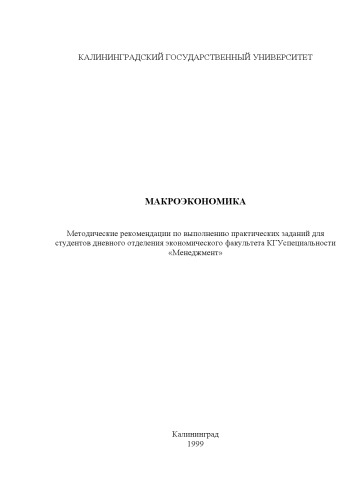 КАЛИНИНГРАДСКИЙ ГОСУДАРСТВЕННЫЙ УНИВЕРСИТЕТ
МАКРОЭКОНОМИКА
Методические рекомендации по выполнению практических заданий для
студентов дневного отделения экономического факультета КГУспециальности
«Менеджмент»
Калининград
1999